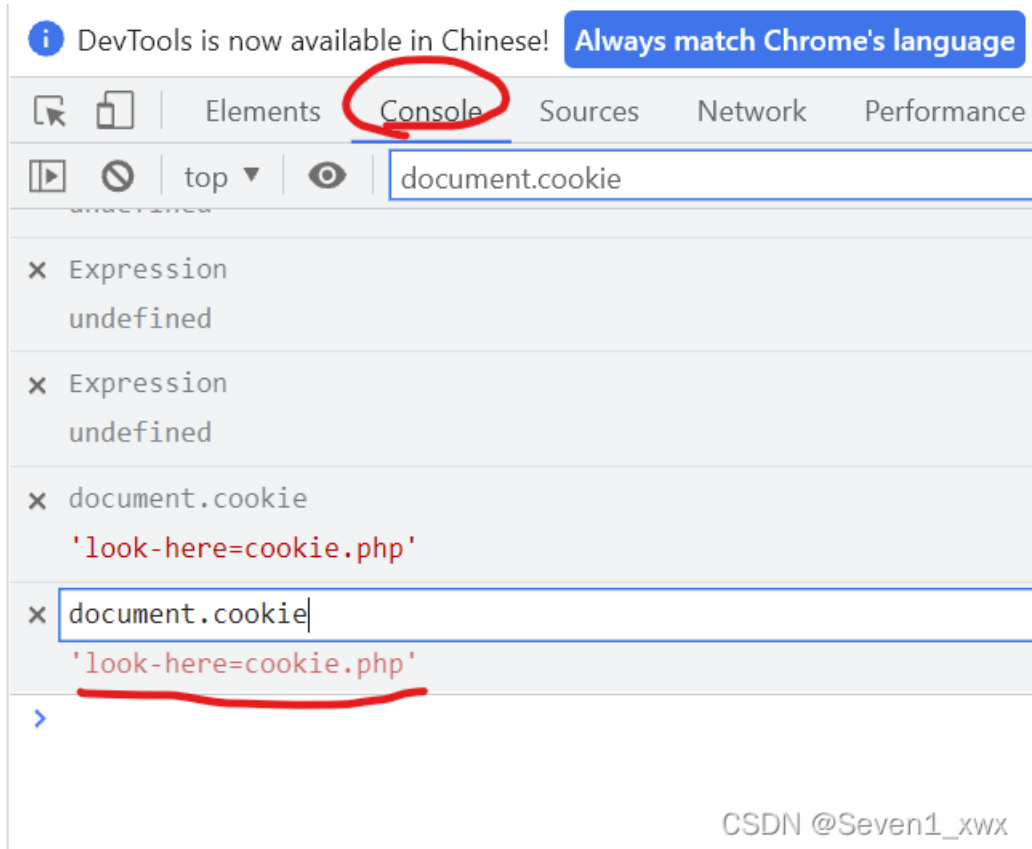 DevTools is now available in Chinese! Always match Chrome's language
Elements Console Sources Network Performance
top document.cookie
undefined
Expression
undefined
Expression
undefined
document.cookie
'look-here=cookie.php'
document.cookie
'look-here=cookie.php'
CSDN @Seven1_xwx